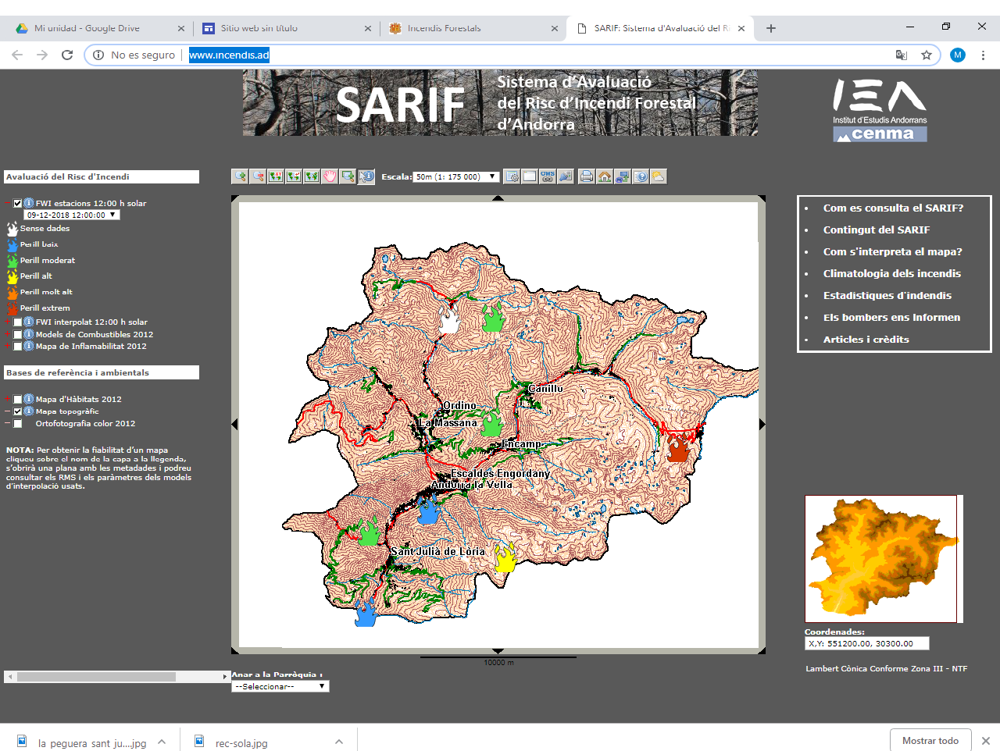 Mi unidad - Google Drive
Sitio web sin título
Incendis Forestals
SARIF: Sistema d'Avaluació del Ri
No es seguro
www.incendis.ad
M
SARIF
Sistema d'Avaluació
del Risc d'Incendi Forestal
d'Andorra
IEA
Institut d'Estudis Andorrans
cenma
Avaluació del Risc d'Incendi
Escala:
50m (1: 175 000)
FWI estacions 12:00 h solar
09-12-2018 12:00:00
Sense dades
Perill baix
Perill moderat
Perill alt
Perill molt alt
Perill extrem
FWI interpolat 12:00 h solar
Models de Combustibles 2012
Mapa de Inflamabilitat 2012
Bases de referència i ambientals
Mapa d'Hàbitats 2012
Mapa topogràfic
Ortofotografia color 2012
NOTA: Per obtenir la fiabilitat d'un mapa
cliqueu sobre el nom de la capa a la llegenda,
s'obrirà una plana amb les metadades i podreu
consultar els RMS i els paràmetres dels models
d'interpolació usats.
Canillu
Ordino
La Massana
Encamp
Escaldes-Engordany
Andorra la Vella
Sant Julià de Lòria
10000 m
Anar a la Parròquia :
--Seleccionar--
Com es consulta el SARIF?
Contingut del SARIF
Com s'interpreta el mapa?
Climatologia dels incendis
Estadístiques d'indendis
Els bombers ens informen
Articles i crèdits
Coordenades:
X,Y: 551200.00, 30300.00
Lambert Cònica Conforme Zona III - NTF
la peguera sant ju....jpg
rec-sola.jpg
Mostrar todo